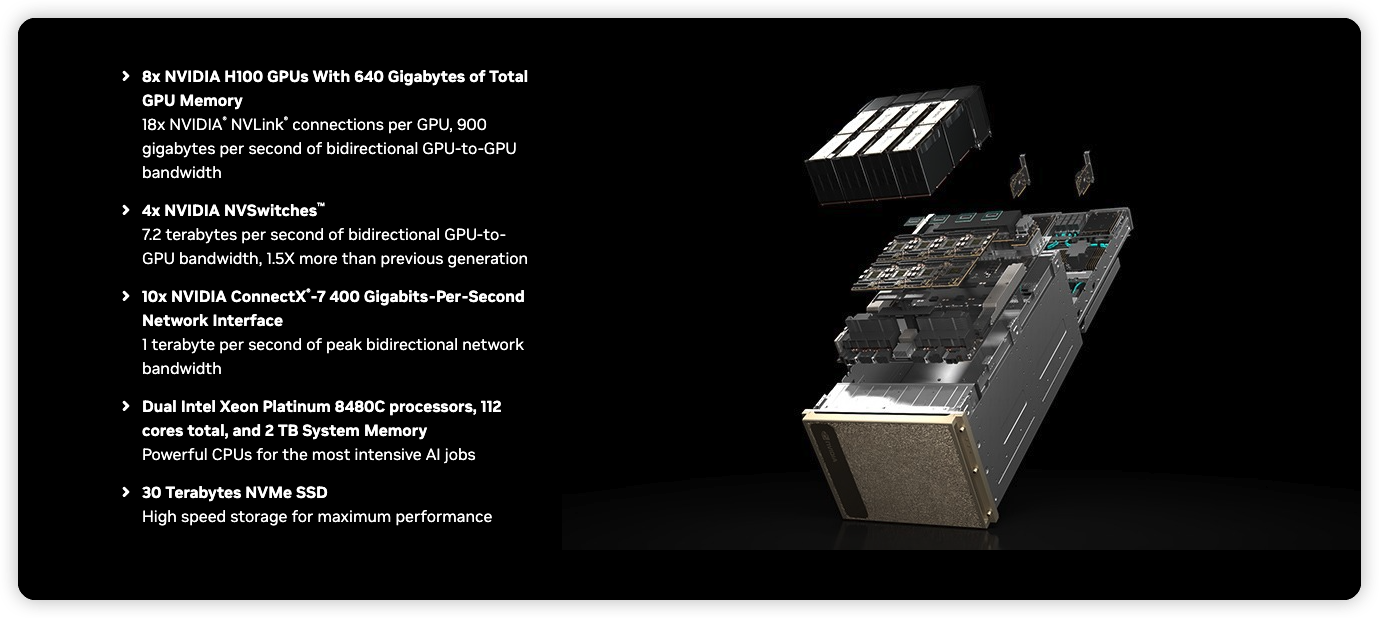 8x NVIDIA H100 GPUs With 640 Gigabytes of Total
GPU Memory
18x NVIDIA® NVLink® connections per GPU, 900
gigabytes per second of bidirectional GPU-to-GPU
bandwidth
4x NVIDIA NVSwitches™
7.2 terabytes per second of bidirectional GPU-to-
GPU bandwidth, 1.5X more than previous generation
10x NVIDIA ConnectX®-7 400 Gigabits-Per-Second
Network Interface
1 terabyte per second of peak bidirectional network
bandwidth
Dual Intel Xeon Platinum 8480C processors, 112
cores total, and 2 TB System Memory
Powerful CPUs for the most intensive AI jobs
30 Terabytes NVMe SSD
High speed storage for maximum performance